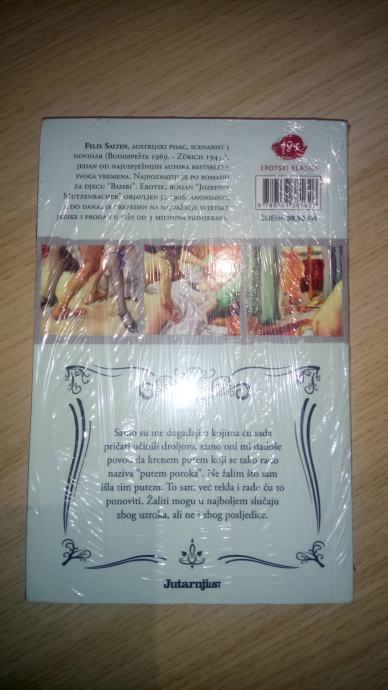 Felix Salten, austrijski pisac, scenarist i
novinar (Budimpešta 1969. - Zürich 1945.),
jedan od najuspješnijih autora bestselera
svoga vremena. Najpoznatiji je po romanu
za djecu "Bambi". Erotski roman "Josephine
Mutzenbacher" objavljen je 1906. anonimno,
do danas je preveden na najvažnije svjetske
jezike i prodan u više od 3 milijuna primjeraka.
18+
EROTSKI KLASICI
CIJENA 39,90 KN
Samo su me događaji o kojima ću sada
pričati učinili droljom, samo oni mi dadoše
povod da krenem putem koji se tako rado
naziva "putem poroka". Ne žalim što sam
išla tim putem. To sam već rekla i rado ću to
ponoviti. Žaliti mogu u najboljem slučaju
zbog uzroka, ali ne i zbog posljedice.
Jutarnji LIST